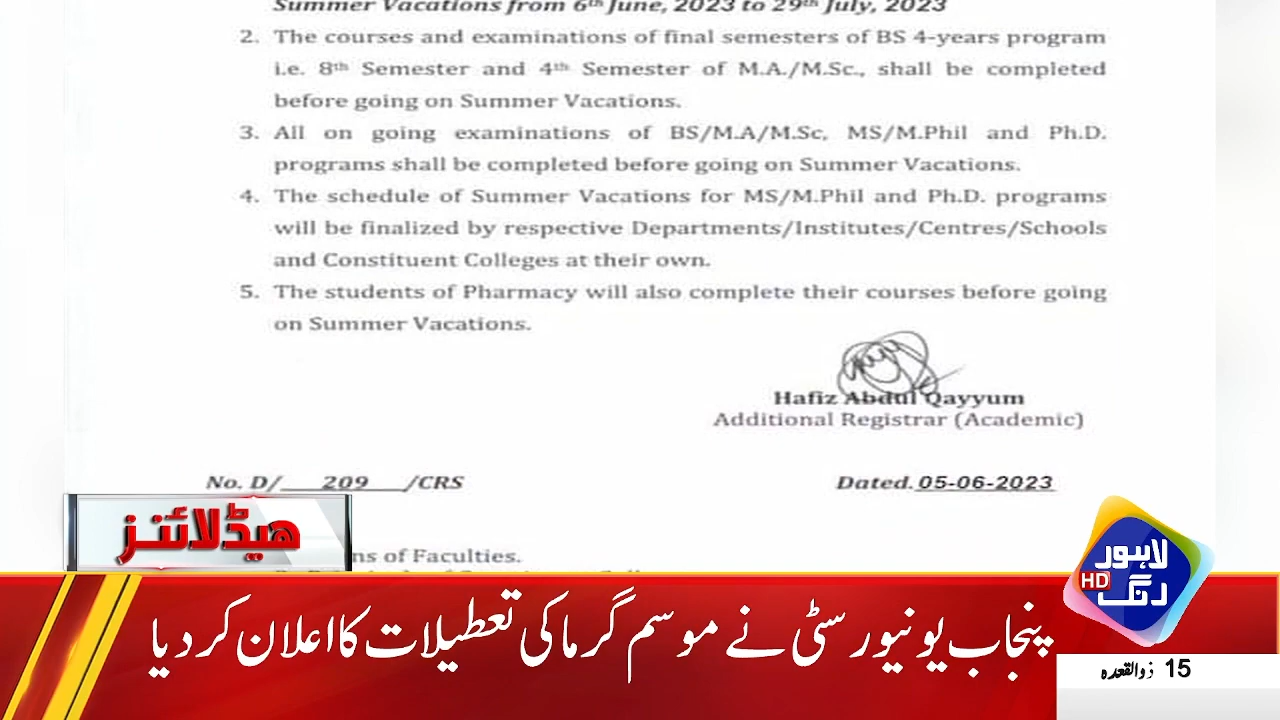 Summer Vacations from 6th June, 2023 to 29th July, 2023
2. The courses and examinations of final semesters of BS 4-years program
i.e. 8th Semester and 4th Semester of M.A./M.Sc., shall be completed
before going on Summer Vacations.
3. All on going examinations of BS/M.A/M.Sc, MS/M.Phil and Ph.D.
programs shall be completed before going on Summer Vacations.
4. The schedule of Summer Vacations for MS/M.Phil and Ph.D. programs
will be finalized by respective Departments/Institutes/Centres/Schools
and Constituent Colleges at their own.
5. The students of Pharmacy will also complete their courses before going
on Summer Vacations.
Hafiz Abdul Qayyum
Additional Registrar (Academic)
No. D/ 209 /CRS
Dated. 05-06-2023
of Faculties.
ہیڈلائنز
لاہور
رنگ
HD
پنجاب یونیورسٹی نے موسم گرما کی تعطیلات کا اعلان کر دیا
15 ذوالقعدہ